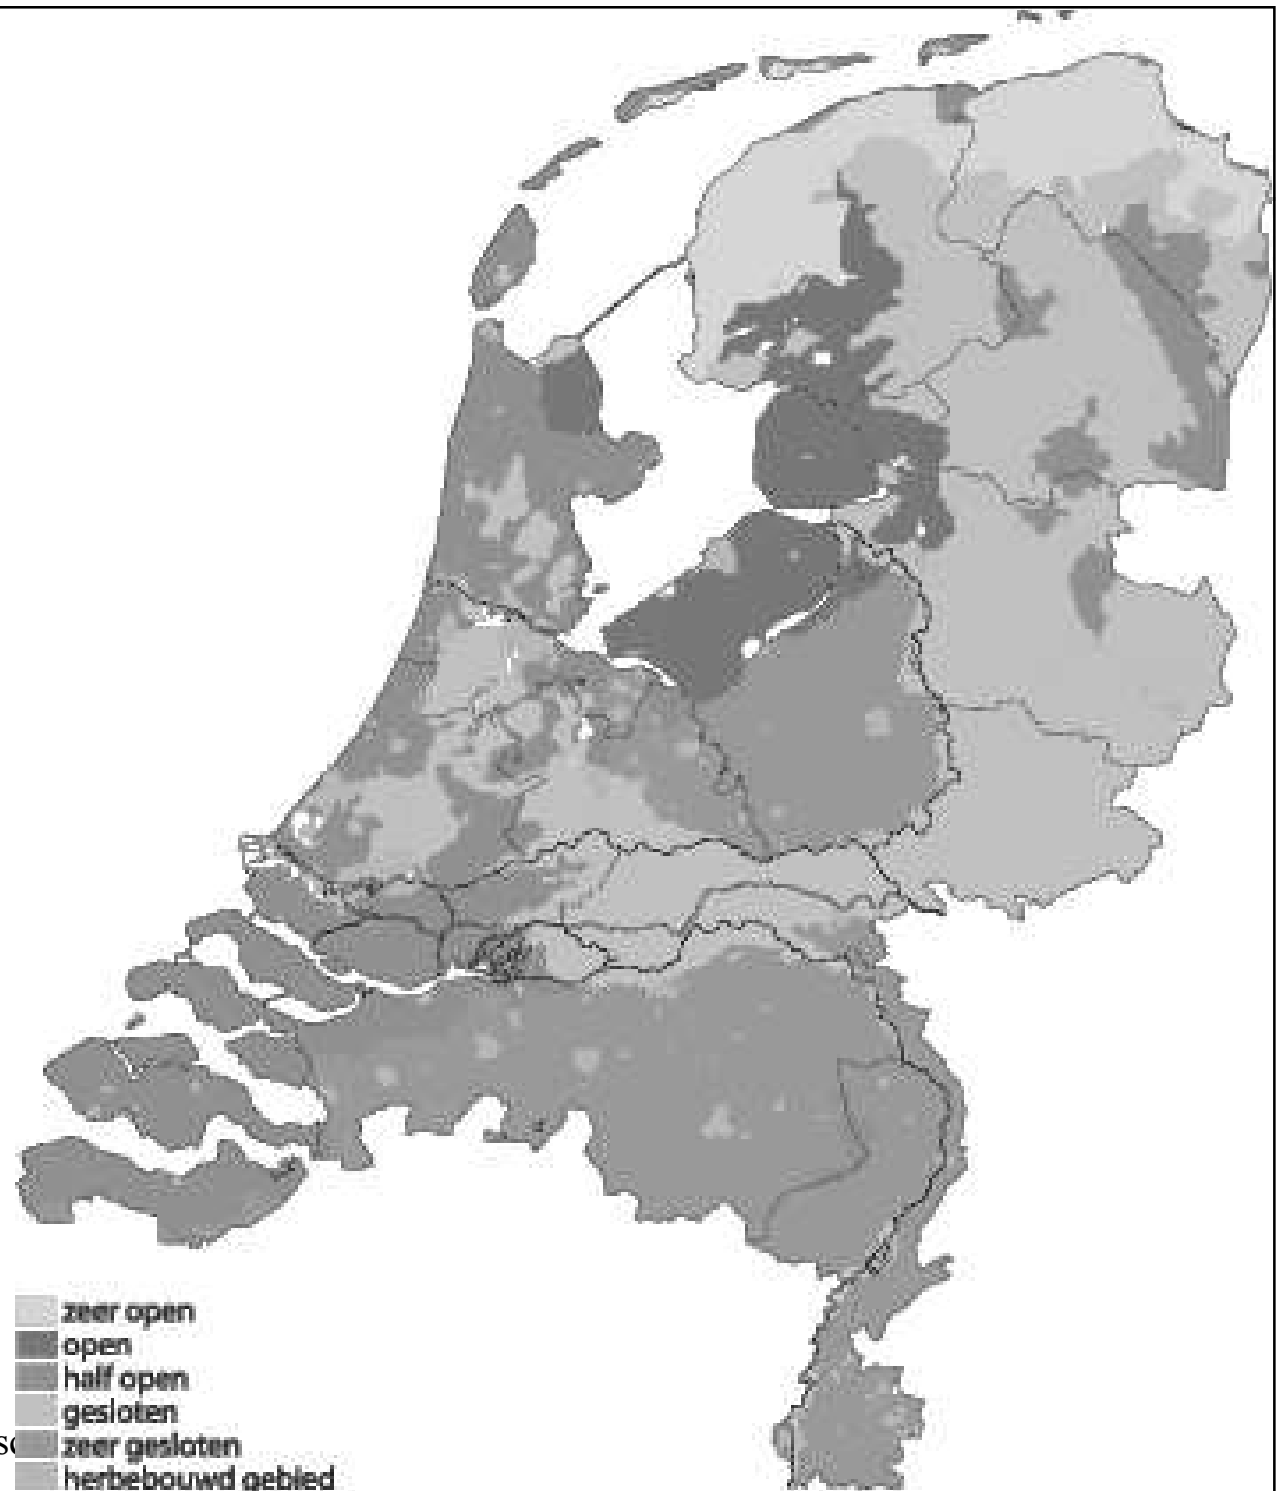 zeer open
open
half open
gesloten
zeer gesloten
herbebouwd gebied